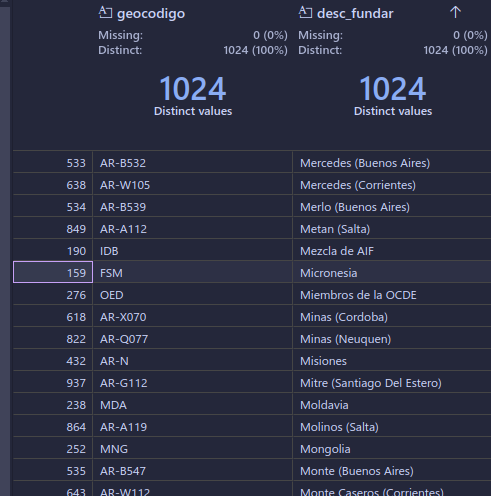 geocodigo desc_fundar
Missing: 0 (0%) Missing: 0 (0%)
Distinct: 1024 (100%) Distinct: 1024 (100%)
1024 1024
Distinct values Distinct values
533 AR-B532 Mercedes (Buenos Aires)
638 AR-W105 Mercedes (Corrientes)
534 AR-B539 Merlo (Buenos Aires)
849 AR-A112 Metan (Salta)
190 IDB Mezcla de AIF
159 FSM Micronesia
276 OED Miembros de la OCDE
618 AR-X070 Minas (Cordoba)
822 AR-Q077 Minas (Neuquen)
432 AR-N Misiones
937 AR-G112 Mitre (Santiago Del Estero)
238 MDA Moldavia
864 AR-A119 Molinos (Salta)
252 MNG Mongolia
535 AR-B547 Monte (Buenos Aires)
643 AR-W112 Monte Caseros (Corrientes)